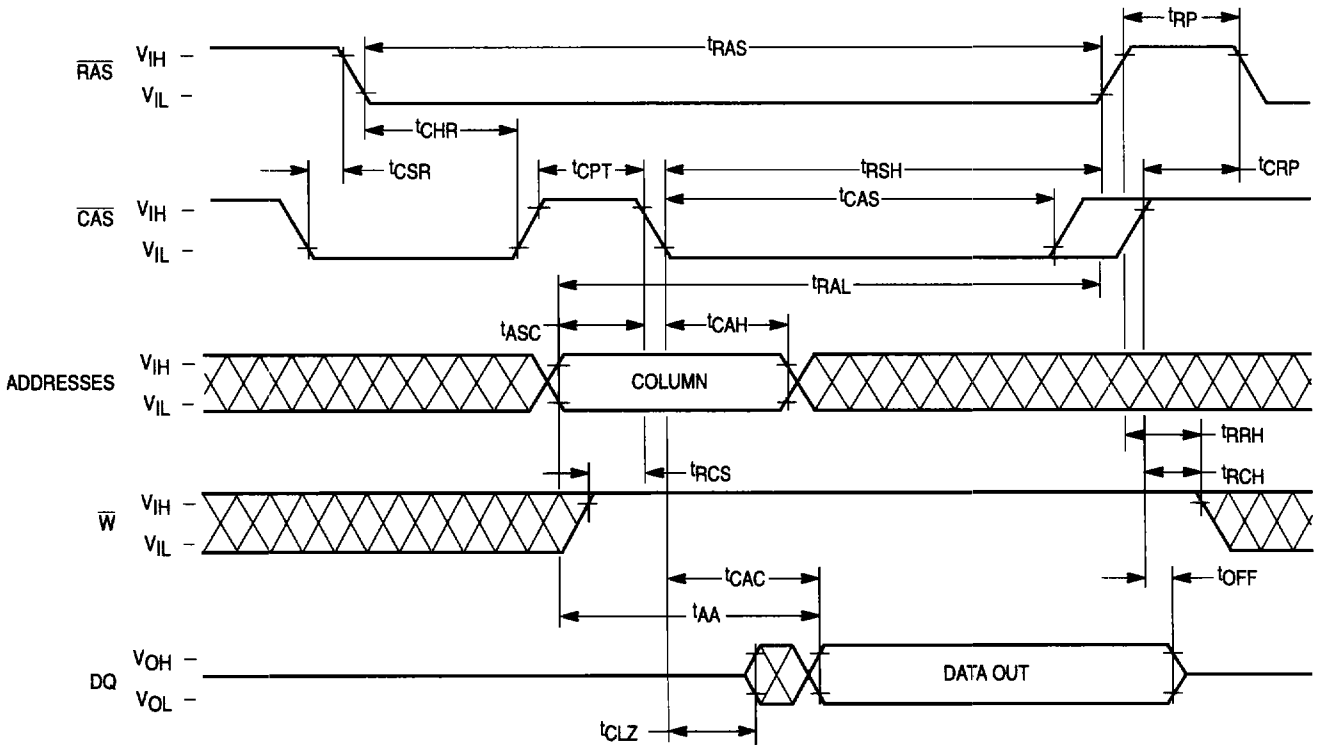 tRP
VIH
tRAS
RAS
VIL
tCHR
tCSR
tCPT
tRSH
tCRP
VIH
tCAS
CAS
VIL
tRAL
tASC
tCAH
VIH
ADDRESSES
COLUMN
VIL
tRRH
tRCS
tRCH
VIH
W
VIL
tCAC
tOFF
tAA
VOH
DQ
DATA OUT
VOL
tCLZ